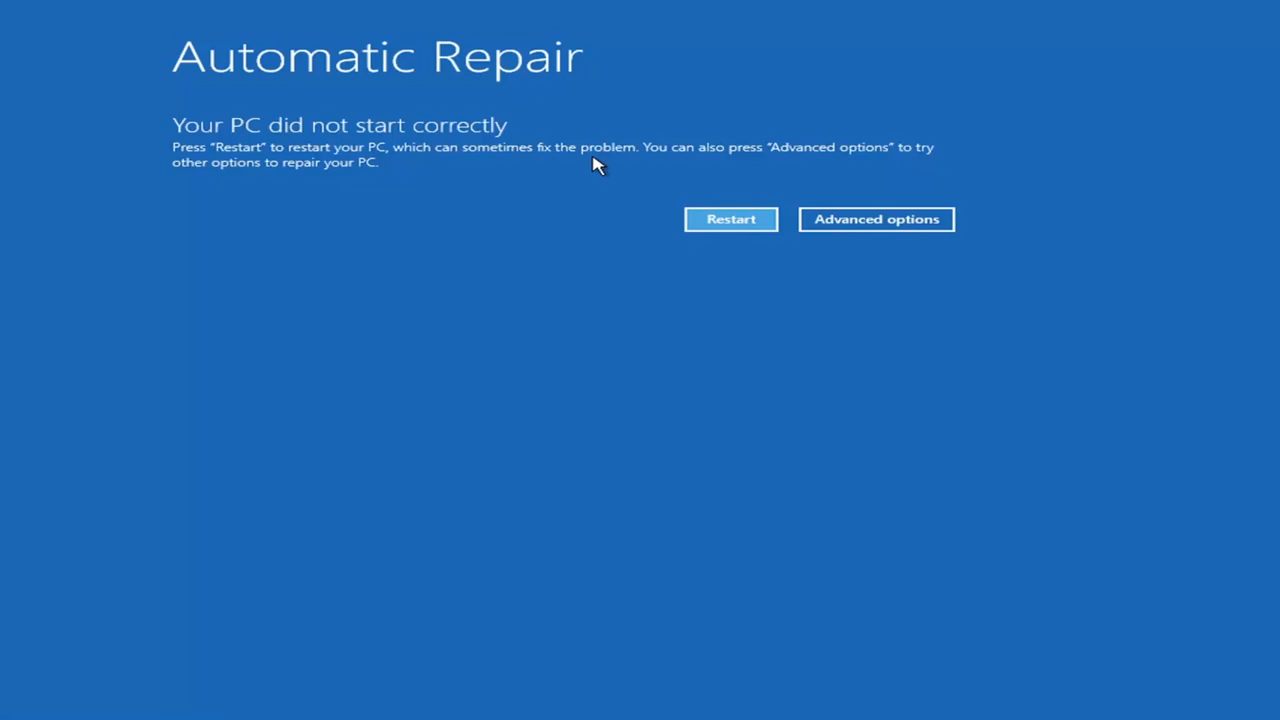 Automatic Repair
Your PC did not start correctly
Press “Restart” to restart your PC, which can sometimes fix the problem. You can also press “Advanced options” to try
other options to repair your PC.
Restart
Advanced options